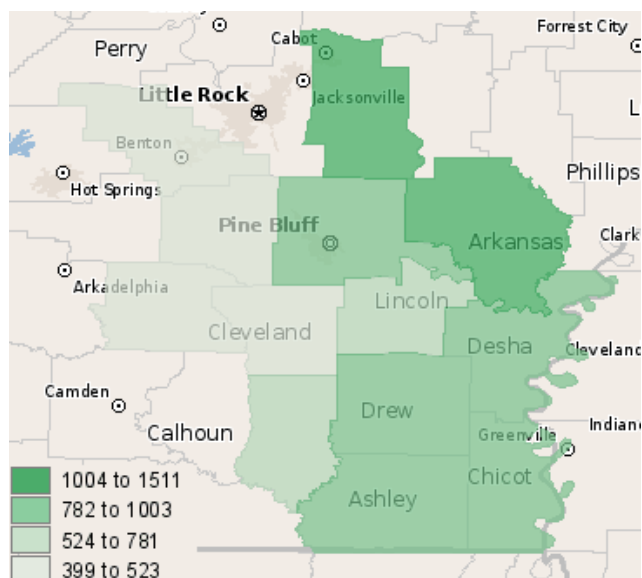 Perry
Cabot
Forrest City
Little Rock
Jacksonville
Benton
Hot Springs
Phillips
Pine Bluff
Arkansas
Clark
Arkadelphia
Lincoln
Cleveland
Desha
Cleveland
Camden
Drew
Calhoun
Greenville
Indian
Chicot
Ashley
1004 to 1511
782 to 1003
524 to 781
399 to 523